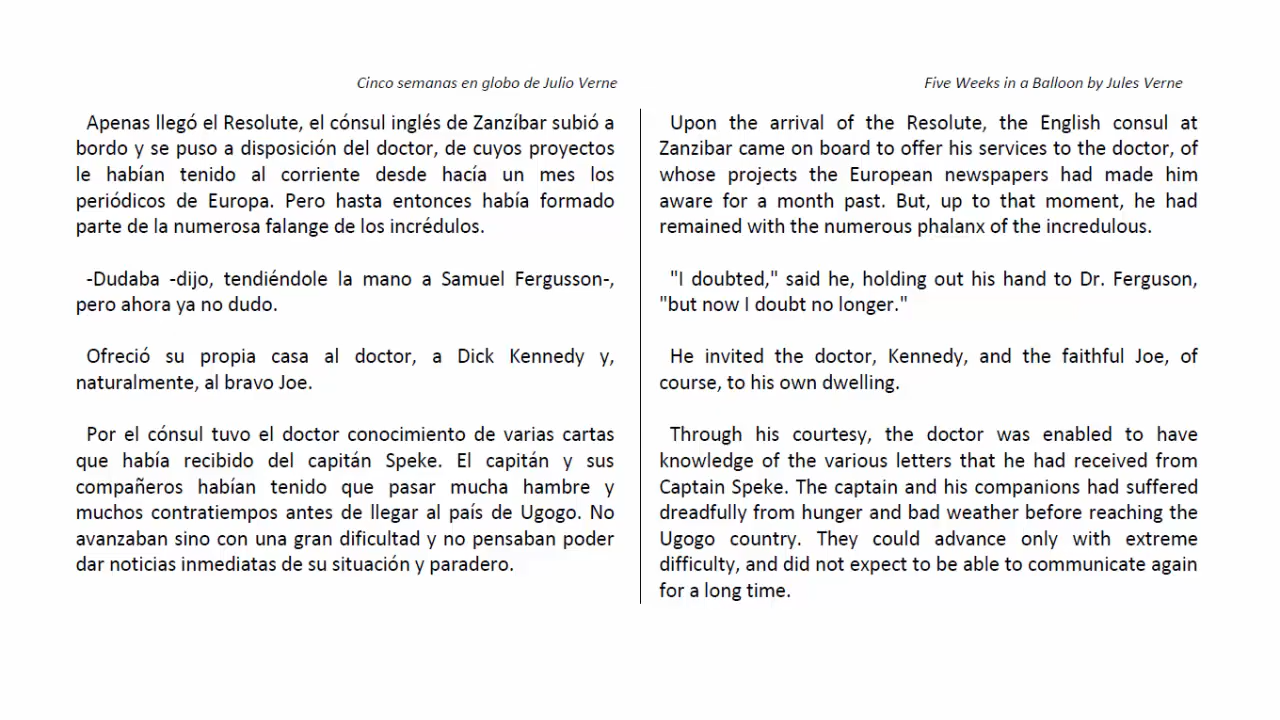 Cinco semanas en globo de Julio Verne
Apenas llegó el Resolute, el cónsul inglés de Zanzíbar subió a
bordo y se puso a disposición del doctor, de cuyos proyectos
le habían tenido al corriente desde hacía un mes los
periódicos de Europa. Pero hasta entonces había formado
parte de la numerosa falange de los incrédulos.
-Dudaba -dijo, tendiéndole la mano a Samuel Fergusson-,
pero ahora ya no dudo.
Ofreció su propia casa al doctor, a Dick Kennedy y,
naturalmente, al bravo Joe.
Por el cónsul tuvo el doctor conocimiento de varias cartas
que había recibido del capitán Speke. El capitán y sus
compañeros habían tenido que pasar mucha hambre y
muchos contratiempos antes de llegar al país de Ugogo. No
avanzaban sino con una gran dificultad y no pensaban poder
dar noticias inmediatas de su situación y paradero.
Five Weeks in a Balloon by Jules Verne
Upon the arrival of the Resolute, the English consul at
Zanzibar came on board to offer his services to the doctor, of
whose projects the European newspapers had made him
aware for a month past. But, up to that moment, he had
remained with the numerous phalanx of the incredulous.
"I doubted," said he, holding out his hand to Dr. Ferguson,
"but now I doubt no longer."
He invited the doctor, Kennedy, and the faithful Joe, of
course, to his own dwelling.
Through his courtesy, the doctor was enabled to have
knowledge of the various letters that he had received from
Captain Speke. The captain and his companions had suffered
dreadfully from hunger and bad weather before reaching the
Ugogo country. They could advance only with extreme
difficulty, and did not expect to be able to communicate again
for a long time.